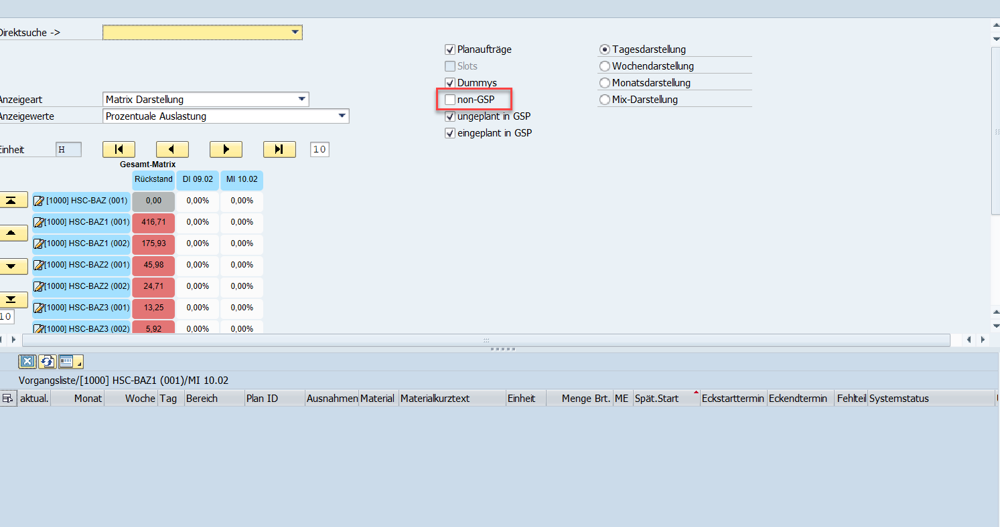 Direktsuche ->
Planaufträge
Tagesdarstellung
Slots
Wochendarstellung
Dummys
Monatsdarstellung
Anzeigeart Matrix Darstellung
non-GSP
Mix-Darstellung
Anzeigewerte Prozentuale Auslastung
ungeplant in GSP
eingeplant in GSP
Einheit H 10
Gesamt-Matrix
Rückstand DI 09.02 MI 10.02
[1000] HSC-BAZ (001) 0,00 0,00% 0,00%
[1000] HSC-BAZ1 (001) 416,71 0,00% 0,00%
[1000] HSC-BAZ1 (002) 175,93 0,00% 0,00%
[1000] HSC-BAZ2 (001) 45,98 0,00% 0,00%
[1000] HSC-BAZ2 (002) 24,71 0,00% 0,00%
[1000] HSC-BAZ3 (001) 13,25 0,00% 0,00%
10
[1000] HSC-BAZ3 (002) 5,92 0,00% 0,00%
Vorgangsliste/[1000] HSC-BAZ1 (001)/MI 10.02
aktual. Monat Woche Tag Bereich Plan ID Ausnahmen Material Materialkurztext Einheit Menge Brt. ME Spät.Start Eckstarttermin Eckendtermin Fehlteil Systemstatus